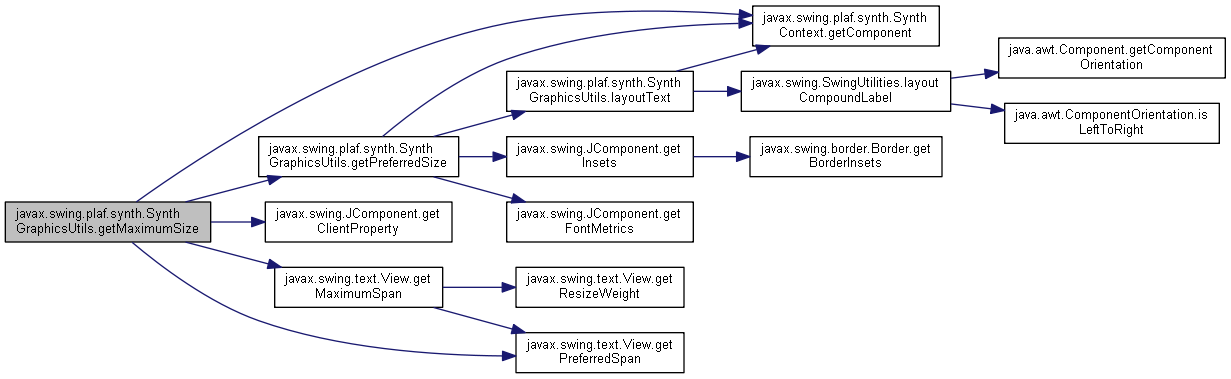 javax.swing.plaf.synth.Synth
GraphicsUtils.getMaximumSize
javax.swing.plaf.synth.Synth
GraphicsUtils.getPreferredSize
javax.swing.JComponent.get
ClientProperty
javax.swing.text.View.get
MaximumSpan
javax.swing.plaf.synth.Synth
GraphicsUtils.layoutText
javax.swing.JComponent.get
Insets
javax.swing.JComponent.get
FontMetrics
javax.swing.text.View.get
ResizeWeight
javax.swing.text.View.get
PreferredSpan
javax.swing.plaf.synth.Synth
Context.getComponent
javax.swing.SwingUtilities.layout
CompoundLabel
javax.swing.border.Border.get
BorderInsets
java.awt.Component.getComponent
Orientation
java.awt.ComponentOrientation.is
LeftToRight